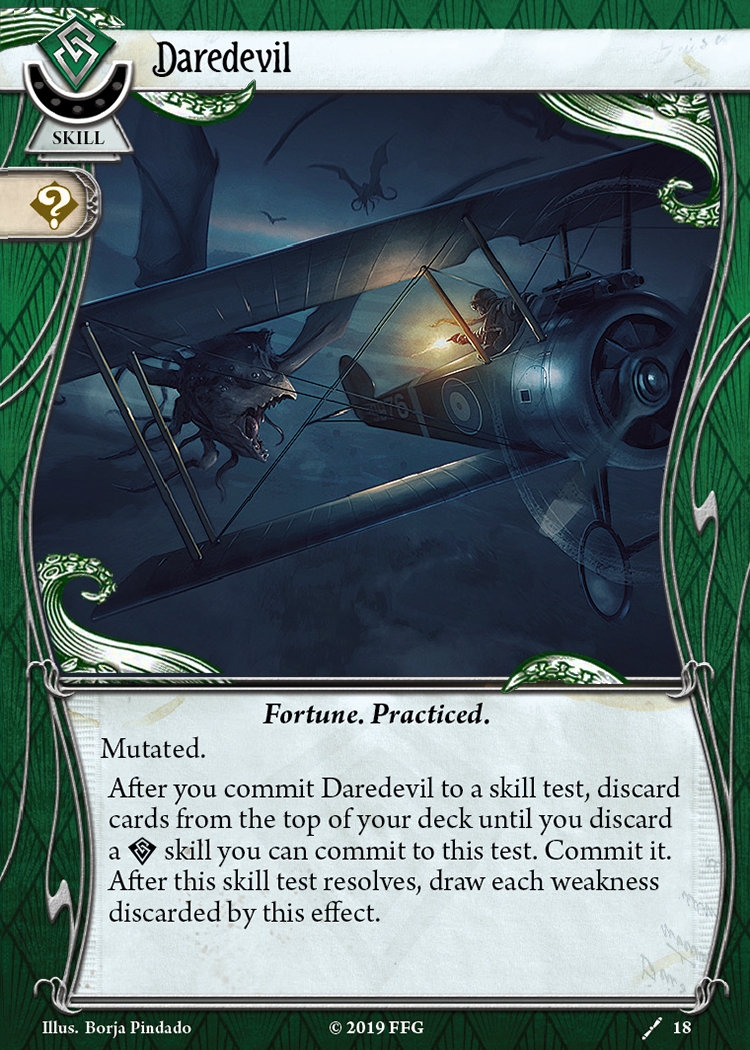 Daredevil
SKILL
?
976
Fortune. Practiced.
Mutated.
After you commit Daredevil to a skill test, discard
cards from the top of your deck until you discard
a skill you can commit to this test. Commit it.
After this skill test resolves, draw each weakness
discarded by this effect.
Illus. Borja Pindado
© 2019 FFG
18